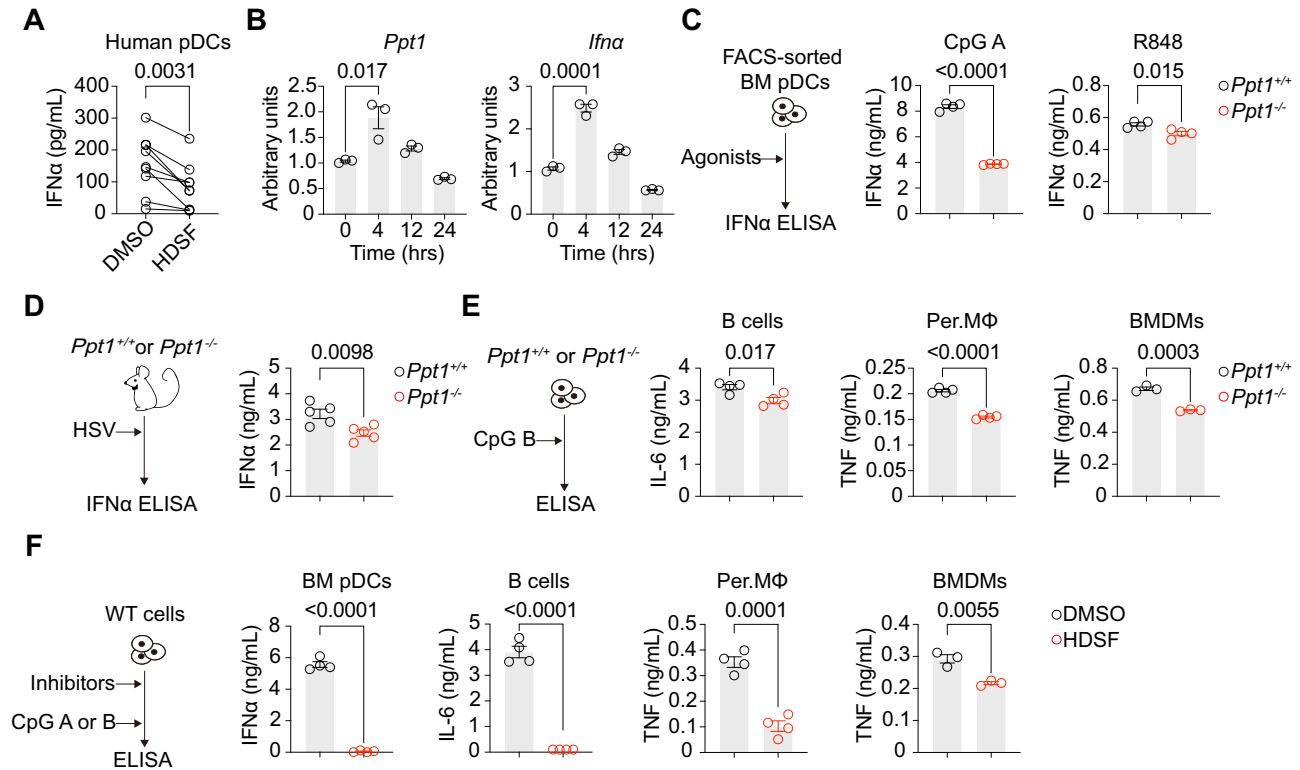 A
Human pDCs
0.0031
IFNα (pg/mL)
400
300
200
100
0
DMSO
HDSF
B
Ppt1
0.017
Arbitrary units
2.5
2.0
1.5
1.0
0.5
0 4 12 24
Time (hrs)
Ifnα
0.0001
Arbitrary units
3
2
1
0
0 4 12 24
Time (hrs)
C
FACS-sorted
BM pDCs
Agonists
IFNα ELISA
CpG A
<0.0001
IFNα (ng/mL)
10
8
6
4
2
0
R848
0.015
IFNα (ng/mL)
0.8
0.6
0.4
0.2
0
Ppt1+/+
Ppt1-/-
D
Ppt1+/+or Ppt1-/-
HSV
IFNα ELISA
0.0098
IFNα (ng/mL)
5
4
3
2
1
0
Ppt1+/+
Ppt1-/-
E
Ppt1+/+ or Ppt1-/-
CpG B
ELISA
B cells
0.017
IL-6 (ng/mL)
4
3
2
1
0
Per.MΦ
<0.0001
TNF (ng/mL)
0.25
0.2
0.15
0.1
0.05
0
BMDMs
0.0003
TNF (ng/mL)
0.8
0.6
0.4
0.2
0
Ppt1+/+
Ppt1-/-
F
WT cells
Inhibitors
CpG A or B
ELISA
BM pDCs
<0.0001
IFNα (ng/mL)
8
6
4
2
0
B cells
<0.0001
IL-6 (ng/mL)
5
4
3
2
1
0
Per.MΦ
0.0001
TNF (ng/mL)
0.5
0.4
0.3
0.2
0.1
0
BMDMs
0.0055
TNF (ng/mL)
0.4
0.3
0.2
0.1
0
DMSO
HDSF